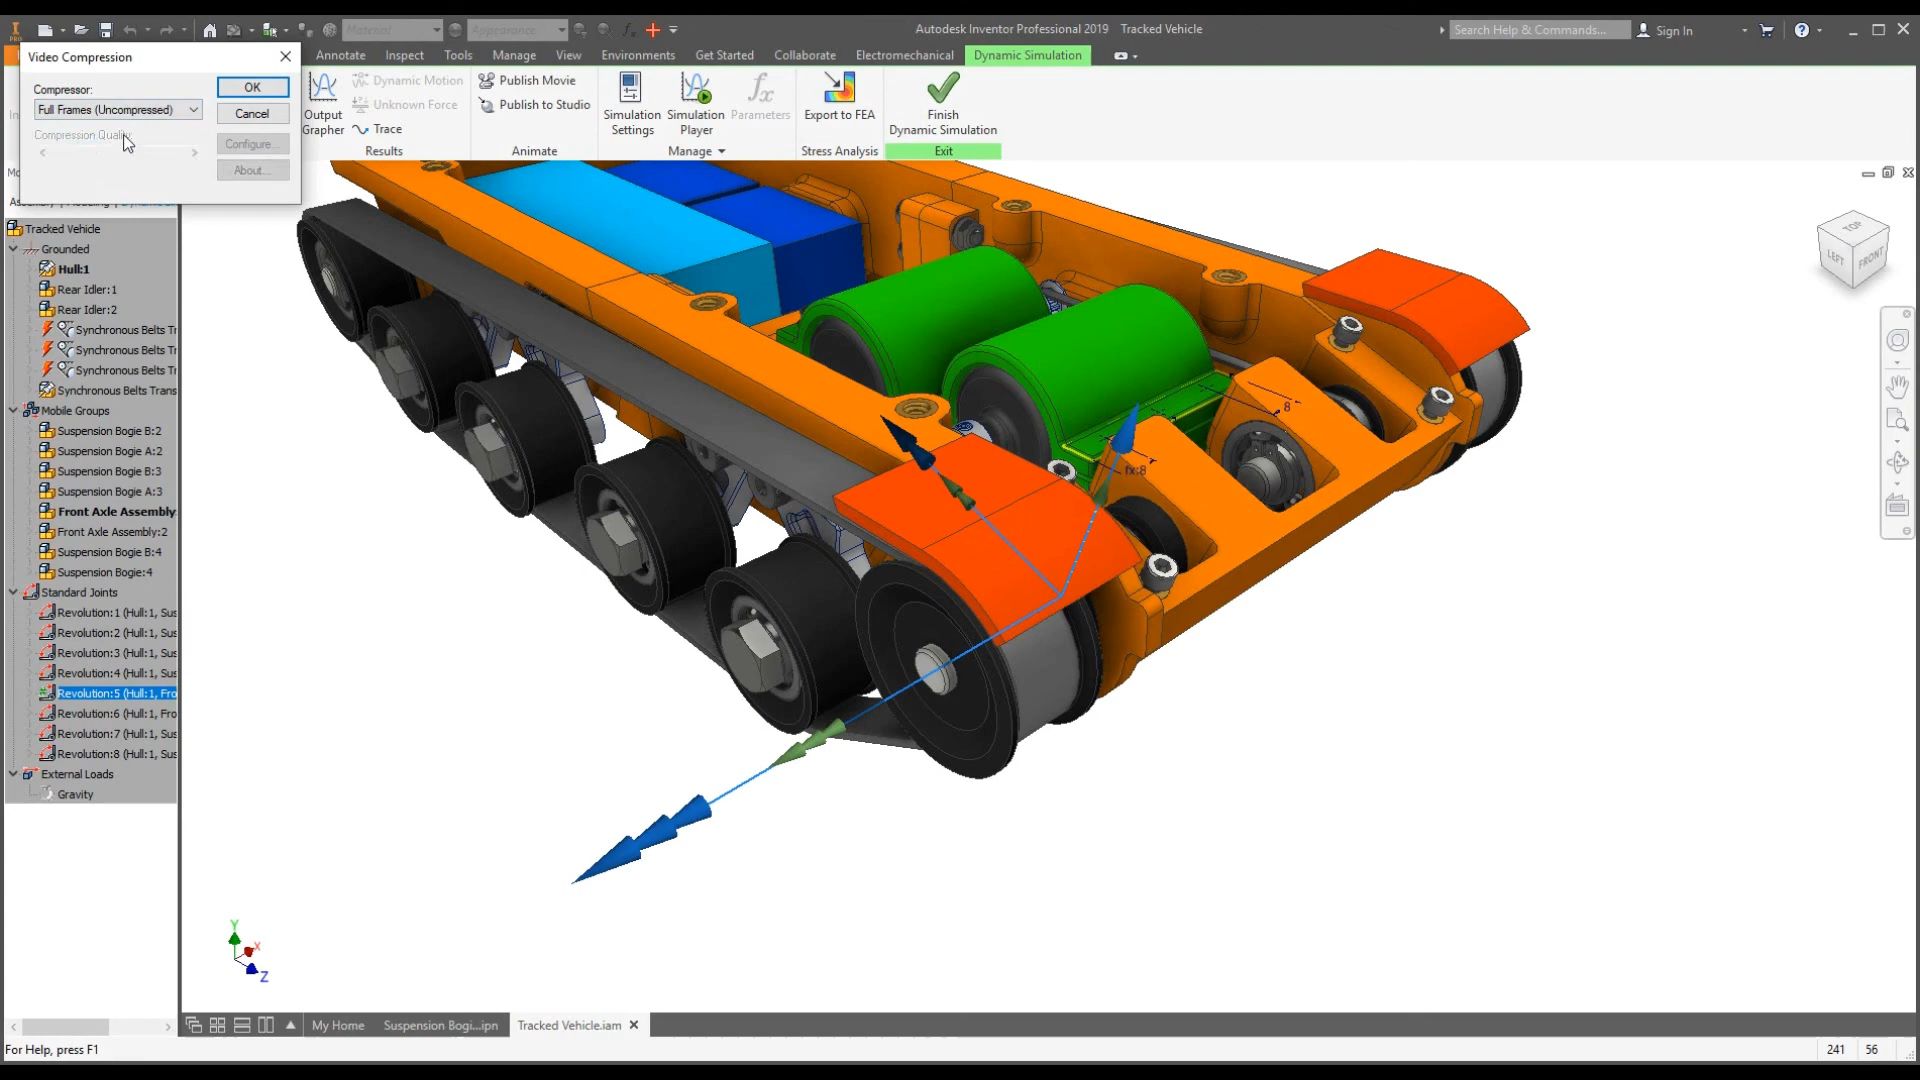 Material
Appearance
Autodesk Inventor Professional 2019 Tracked Vehicle
Search Help & Commands...
Sign In
Video Compression
Annotate
Inspect
Tools
Manage
View
Environments
Get Started
Collaborate
Electromechanical
Dynamic Simulation
Compressor:
OK
Full Frames (Uncompressed)
Cancel
Compression Quality:
Configure...
About...
Output
Grapher
Dynamic Motion
Unknown Force
Trace
Results
Publish Movie
Publish to Studio
Animate
Simulation
Settings
Simulation
Player
Parameters
Manage
Export to FEA
Stress Analysis
Finish
Dynamic Simulation
Exit
Tracked Vehicle
Grounded
Hull:1
Rear Idler:1
Rear Idler:2
Synchronous Belts Tr
Synchronous Belts Tr
Synchronous Belts Tr
Synchronous Belts Trans
Mobile Groups
Suspension Bogie B:2
Suspension Bogie A:2
Suspension Bogie B:3
Suspension Bogie A:3
Front Axle Assembly:
Front Axle Assembly:2
Suspension Bogie B:4
Suspension Bogie:4
Standard Joints
Revolution:1 (Hull:1, Sus
Revolution:2 (Hull:1, Sus
Revolution:3 (Hull:1, Sus
Revolution:4 (Hull:1, Sus
Revolution:5 (Hull:1, Fro
Revolution:6 (Hull:1, Fro
Revolution:7 (Hull:1, Sus
Revolution:8 (Hull:1, Sus
External Loads
Gravity
TOP
LEFT
FRONT
8
fx:8
Y
X
Z
My Home
Suspension Bogi...ipn
Tracked Vehicle.iam
For Help, press F1
241
56